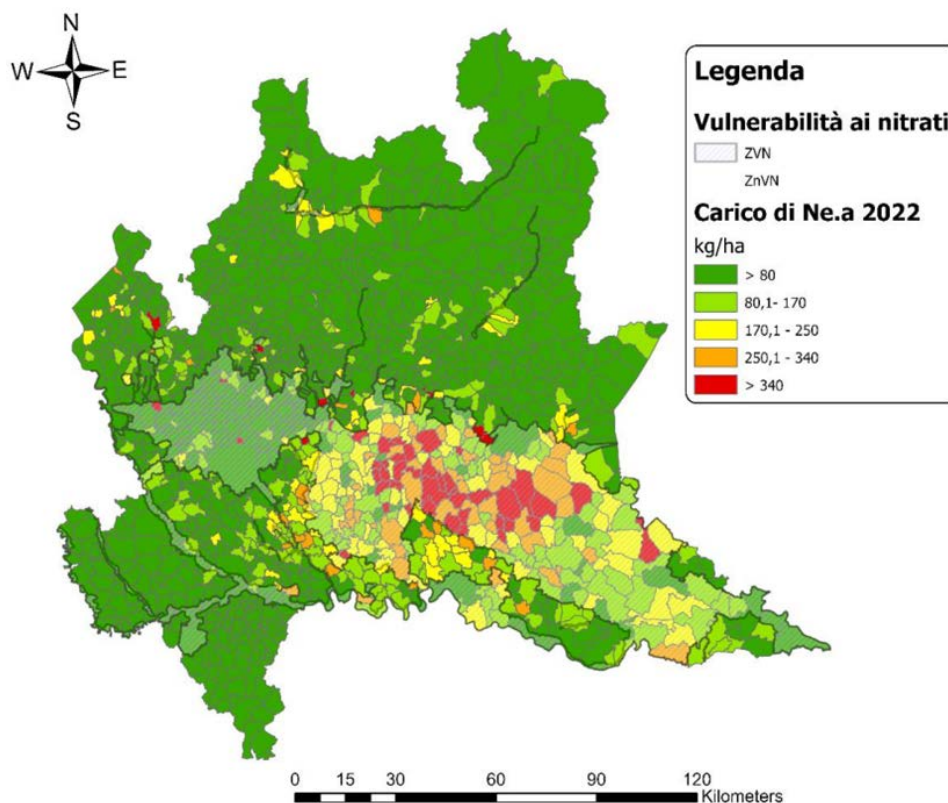 N
W E
S
Legenda
Vulnerabilità ai nitrati
ZVN
ZnVN
Carico di Ne.a 2022
kg/ha
> 80
80,1- 170
170,1 - 250
250,1 - 340
> 340
0 15 30 60 90 120
Kilometers